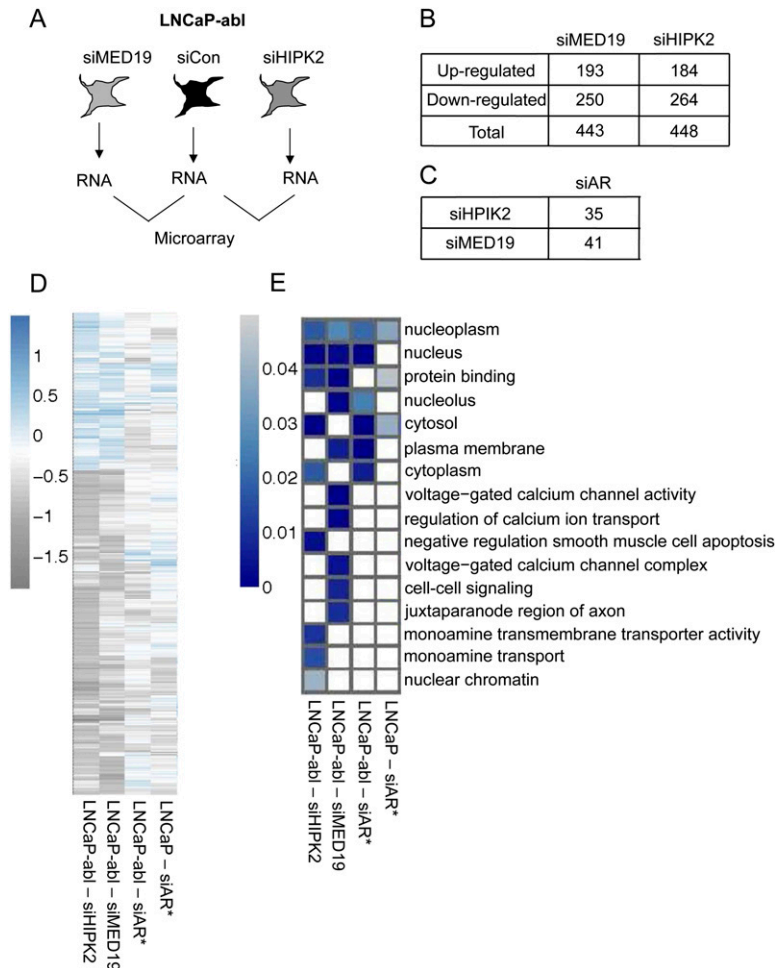 A
LNCaP-abl
siMED19 siCon siHIPK2
RNA RNA RNA
Microarray
B
siMED19 siHIPK2
Up-regulated 193 184
Down-regulated 250 264
Total 443 448
C
siAR
siHPIK2 35
siMED19 41
D
1
0.5
0
−0.5
−1
−1.5
LNCaP-abl – siHIPK2
LNCaP-abl – siMED19
LNCaP-abl – siAR*
LNCaP – siAR*
E
0.04
0.03
0.02
0.01
0
nucleoplasm
nucleus
protein binding
nucleolus
cytosol
plasma membrane
cytoplasm
voltage−gated calcium channel activity
regulation of calcium ion transport
negative regulation smooth muscle cell apoptosis
voltage−gated calcium channel complex
cell-cell signaling
juxtaparanode region of axon
monoamine transmembrane transporter activity
monoamine transport
nuclear chromatin
LNCaP-abl – siHIPK2
LNCaP-abl – siMED19
LNCaP-abl – siAR*
LNCaP – siAR*